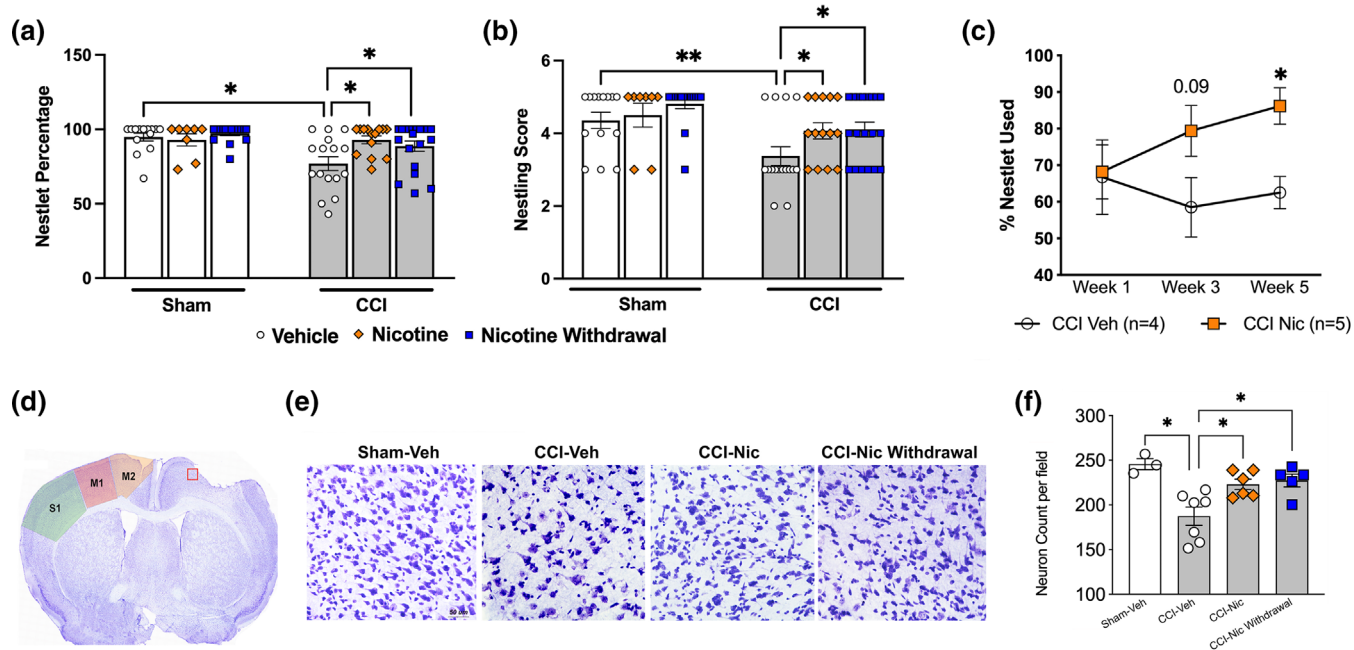 (a)
150
100
50
0
Nestlet Percentage
*
*
*
Sham
CCI
(b)
6
4
2
0
Nestling Score
**
*
*
Sham
CCI
Vehicle Nicotine Nicotine Withdrawal
(c)
100
90
80
70
60
50
40
% Nestlet Used
0.09
*
Week 1 Week 3 Week 5
CCI Veh (n=4) CCI Nic (n=5)
(d)
S1 M1 M2
(e)
Sham-Veh CCI-Veh CCI-Nic CCI-Nic Withdrawal
50 um
(f)
300
250
200
150
100
Neuron Count per field
*
*
*
Sham-Veh
CCI-Veh
CCI-Nic
CCI-Nic Withdrawal